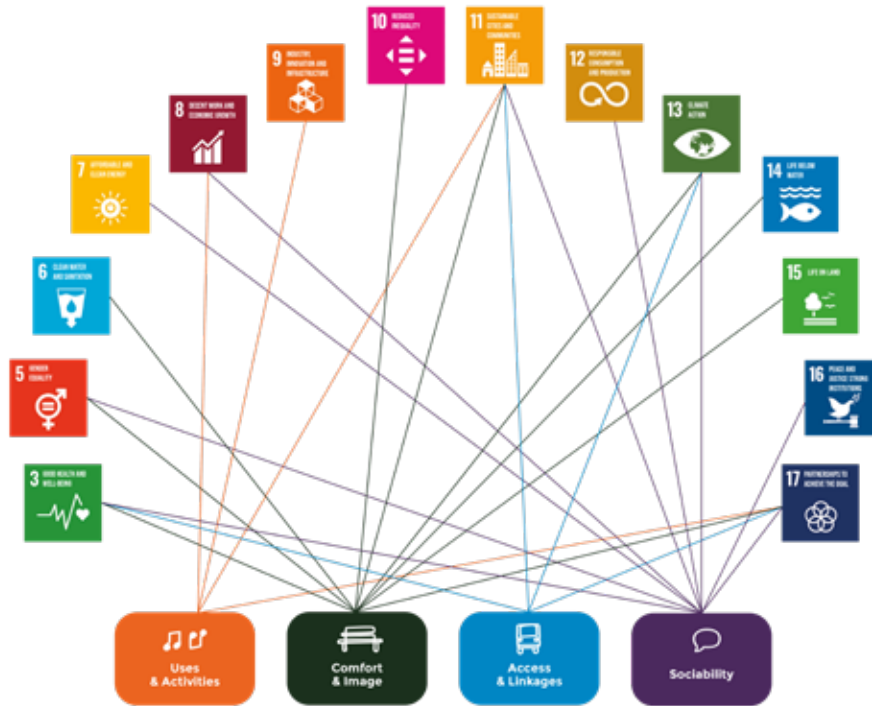 10 REDUCED
INEQUALITY
11 SUSTAINABLE
CITIES AND
COMMUNITIES
9 INDUSTRY,
INNOVATION AND
INFRASTRUCTURE
12 RESPONSIBLE
CONSUMPTION
AND PRODUCTION
8 DECENT WORK AND
ECONOMIC GROWTH
13 CLIMATE
ACTION
7 AFFORDABLE AND
CLEAN ENERGY
14 LIFE BELOW
WATER
6 CLEAN WATER
AND SANITATION
15 LIFE ON LAND
5 GENDER
EQUALITY
16 PEACE AND
JUSTICE STRONG
INSTITUTIONS
3 GOOD HEALTH AND
WELL-BEING
17 PARTNERSHIPS TO
ACHIEVE THE GOAL
Uses
& Activities
Comfort
& Image
Access
& Linkages
Sociability